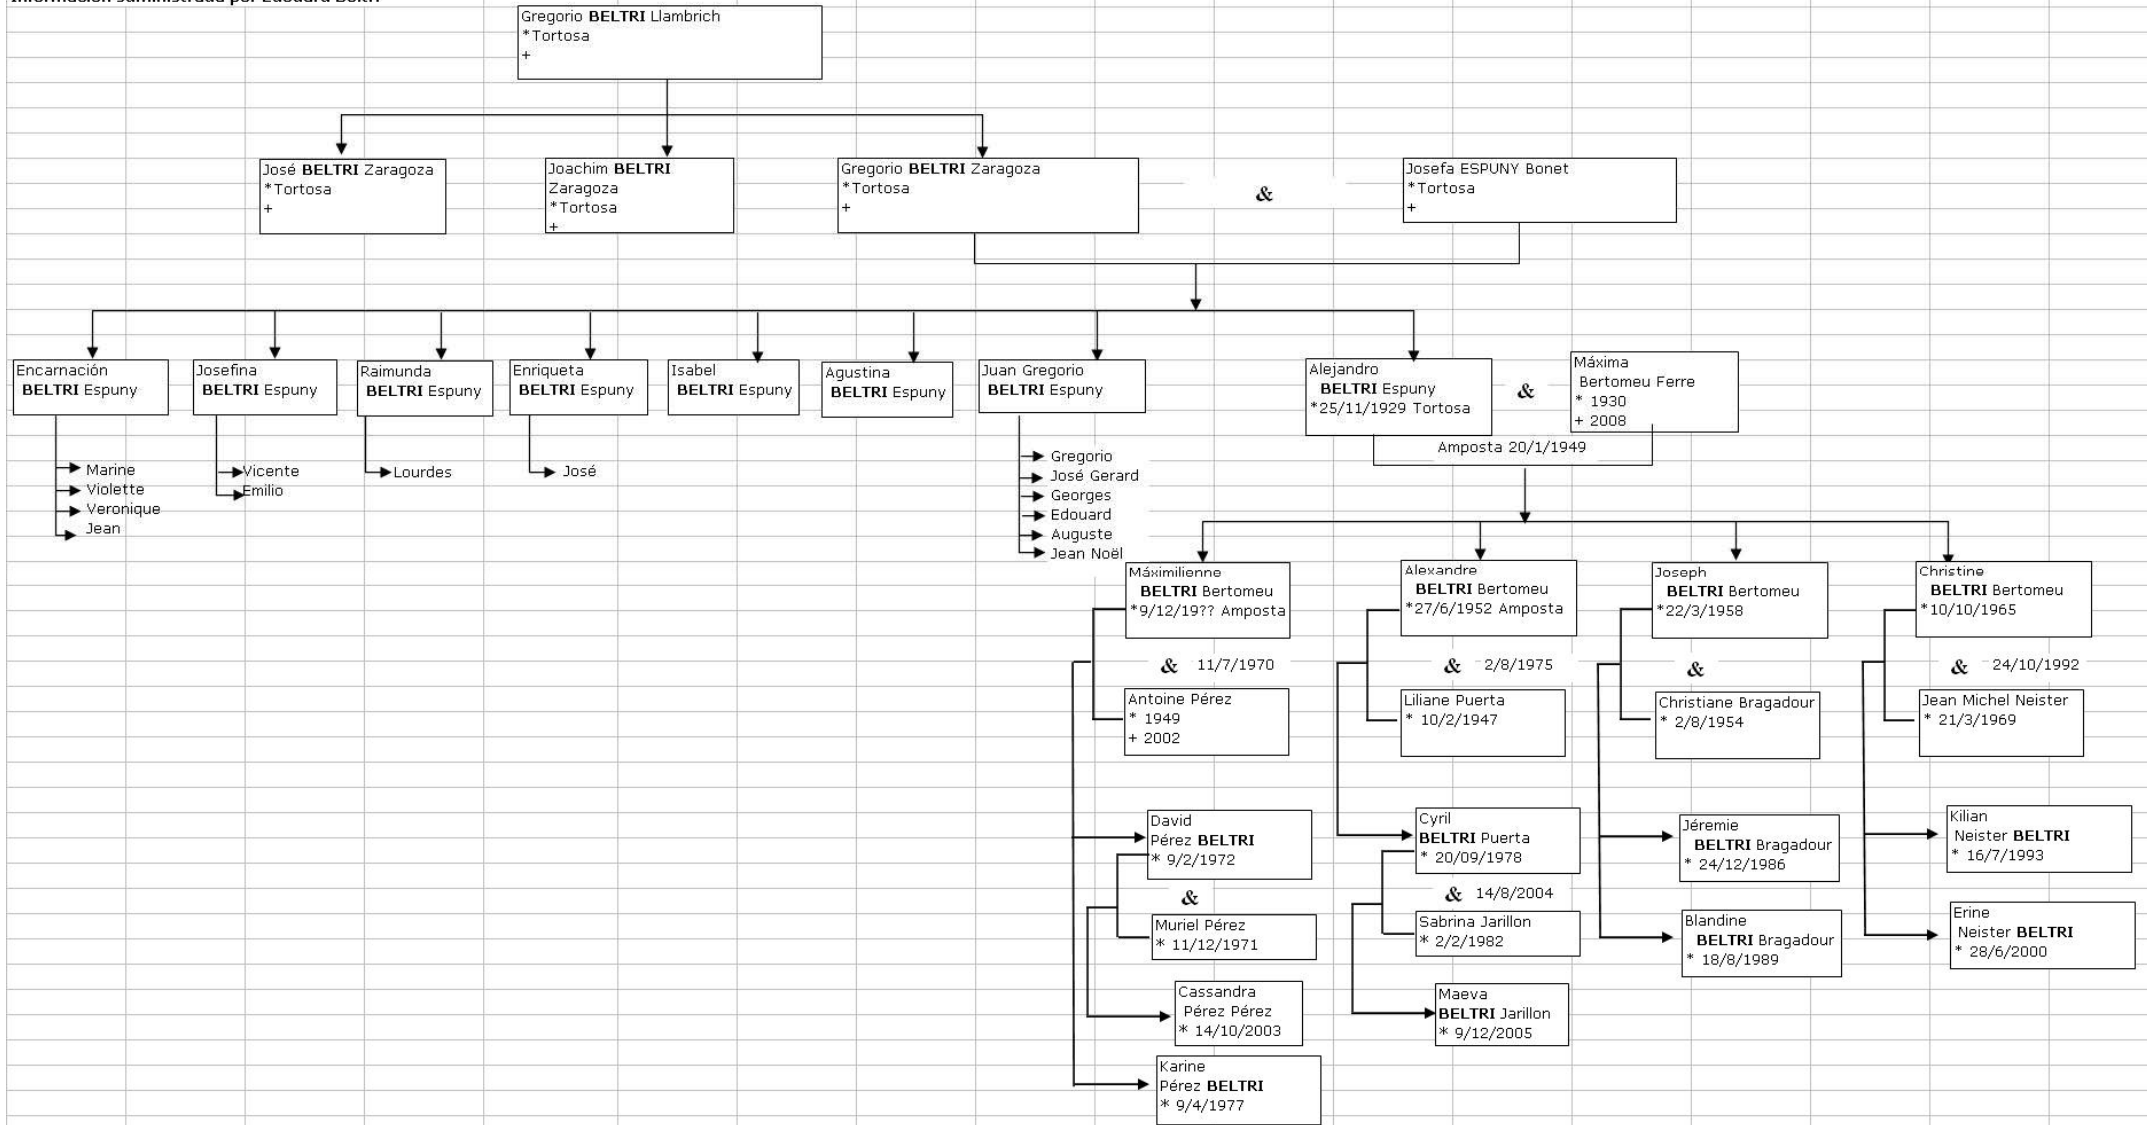 Información suministrada por Edouard Beltri
Gregorio BELTRI Llambrich
*Tortosa
+
José BELTRI Zaragoza
*Tortosa
+
Joachim BELTRI
Zaragoza
*Tortosa
+
Gregorio BELTRI Zaragoza
*Tortosa
+
&
Josefa ESPUNY Bonet
*Tortosa
+
Encarnación
BELTRI Espuny
Josefina
BELTRI Espuny
Raimunda
BELTRI Espuny
Enriqueta
BELTRI Espuny
Isabel
BELTRI Espuny
Agustina
BELTRI Espuny
Juan Gregorio
BELTRI Espuny
Alejandro
BELTRI Espuny
*25/11/1929 Tortosa
&
Máxima
Bertomeu Ferre
* 1930
+ 2008
Amposta 20/1/1949
Marine
Violette
Veronique
Jean
Vicente
Emilio
Lourdes
José
Gregorio
José Gerard
Georges
Edouard
Auguste
Jean Noël
Máximilienne
BELTRI Bertomeu
*9/12/19?? Amposta
& 11/7/1970
Antoine Pérez
* 1949
+ 2002
Alexandre
BELTRI Bertomeu
*27/6/1952 Amposta
& 2/8/1975
Liliane Puerta
* 10/2/1947
Joseph
BELTRI Bertomeu
*22/3/1958
&
Christiane Bragadour
* 2/8/1954
Christine
BELTRI Bertomeu
*10/10/1965
& 24/10/1992
Jean Michel Neister
* 21/3/1969
David
Pérez BELTRI
* 9/2/1972
&
Muriel Pérez
* 11/12/1971
Cassandra
Pérez Pérez
* 14/10/2003
Karine
Pérez BELTRI
* 9/4/1977
Cyril
BELTRI Puerta
* 20/09/1978
& 14/8/2004
Sabrina Jarillon
* 2/2/1982
Maeva
BELTRI Jarillon
* 9/12/2005
Jéremie
BELTRI Bragadour
* 24/12/1986
Blandine
BELTRI Bragadour
* 18/8/1989
Kilian
Neister BELTRI
* 16/7/1993
Erine
Neister BELTRI
* 28/6/2000